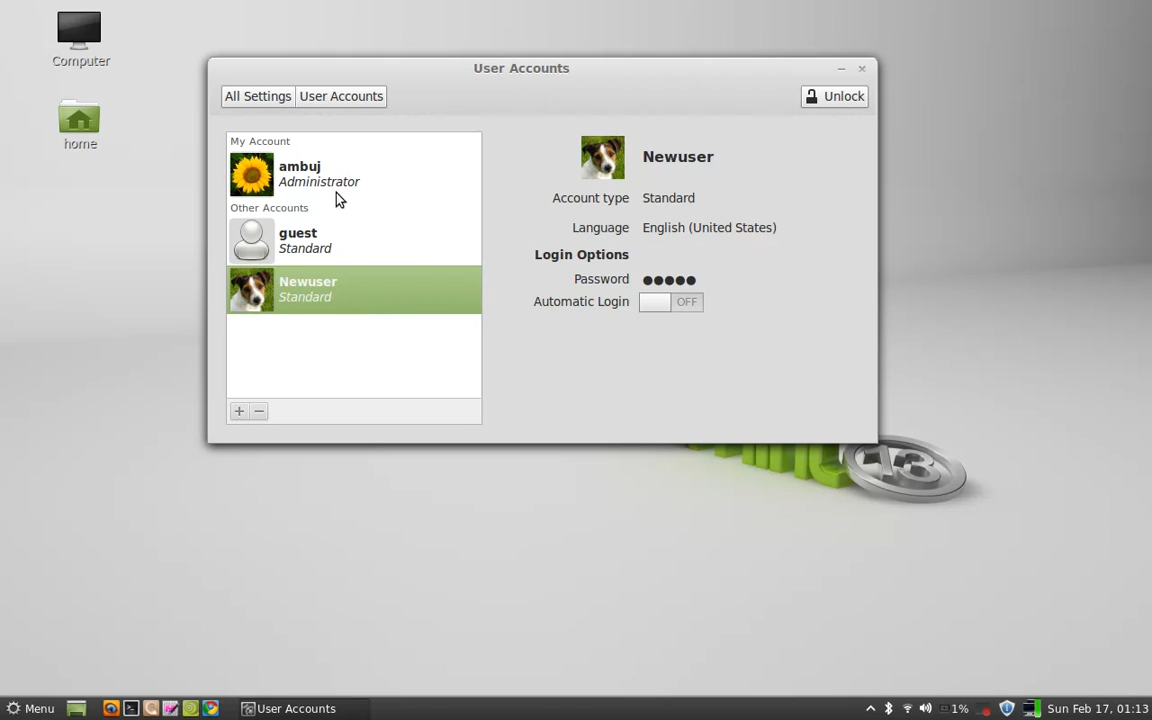 Computer
home
User Accounts
All Settings User Accounts
Unlock
My Account
ambuj
Administrator
Other Accounts
guest
Standard
Newuser
Standard
Newuser
Account type Standard
Language English (United States)
Login Options
Password ●●●●●
Automatic Login OFF
13
Menu
User Accounts
1%
Sun Feb 17, 01:13